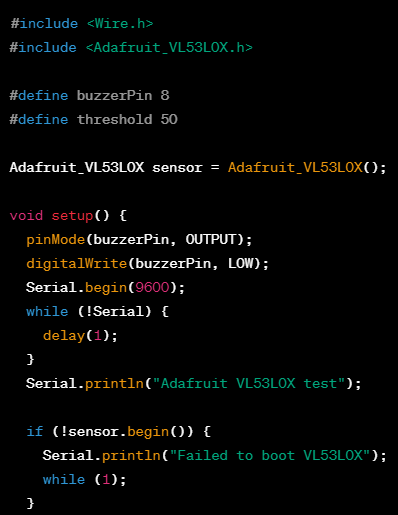 #include <Wire.h>
#include <Adafruit_VL53L0X.h>
#define buzzerPin 8
#define threshold 50
Adafruit_VL53L0X sensor = Adafruit_VL53L0X();
void setup() {
pinMode(buzzerPin, OUTPUT);
digitalWrite(buzzerPin, LOW);
Serial.begin(9600);
while (!Serial) {
delay(1);
}
Serial.println("Adafruit VL53L0X test");
if (!sensor.begin()) {
Serial.println("Failed to boot VL53L0X");
while (1);
}